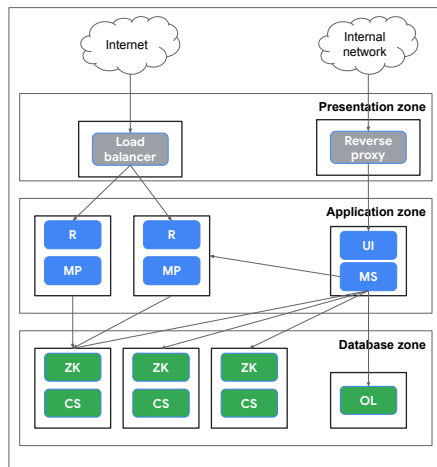 Internet
Internal
network
Presentation zone
Load
balancer
Reverse
proxy
Application zone
R
R
UI
MP
MP
MS
Database zone
ZK
ZK
ZK
CS
CS
CS
OL